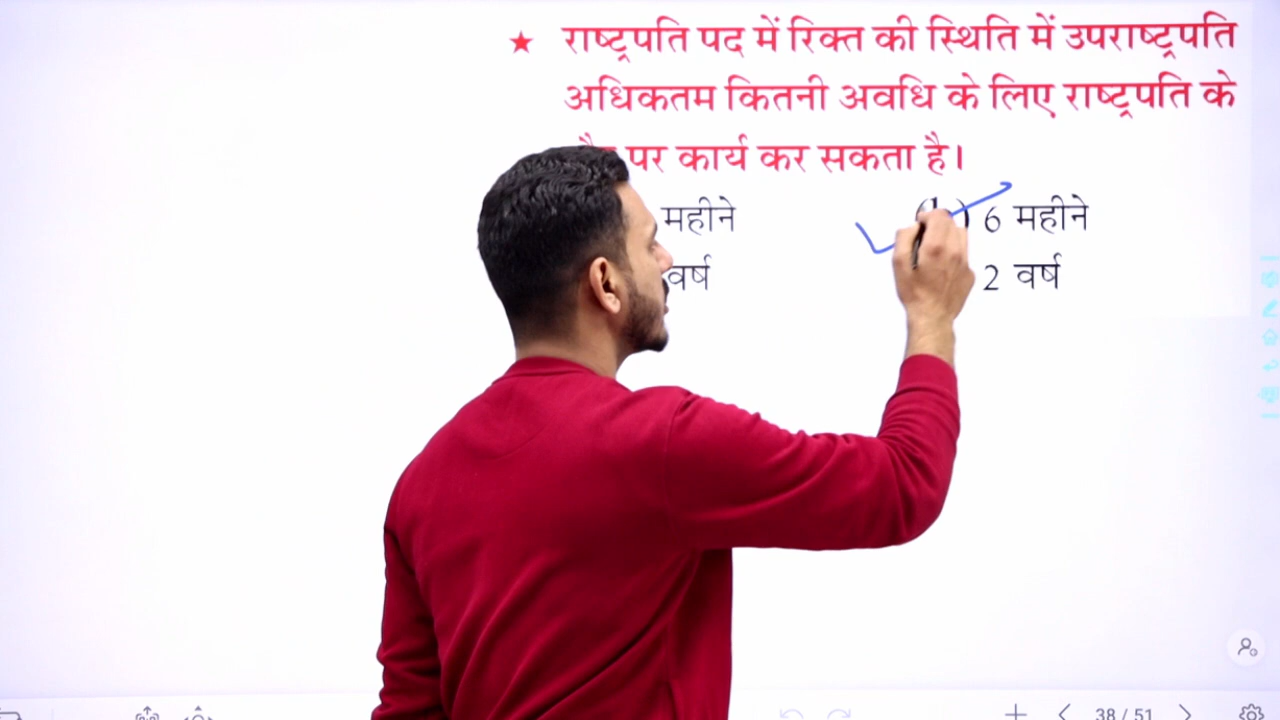 ★ राष्ट्रपति पद में रिक्त की स्थिति में उपराष्ट्रपति
अधिकतम कितनी अवधि के लिए राष्ट्रपति के
पर कार्य कर सकता है।
महीने
6 महीने
वर्ष
2 वर्ष
38 / 51